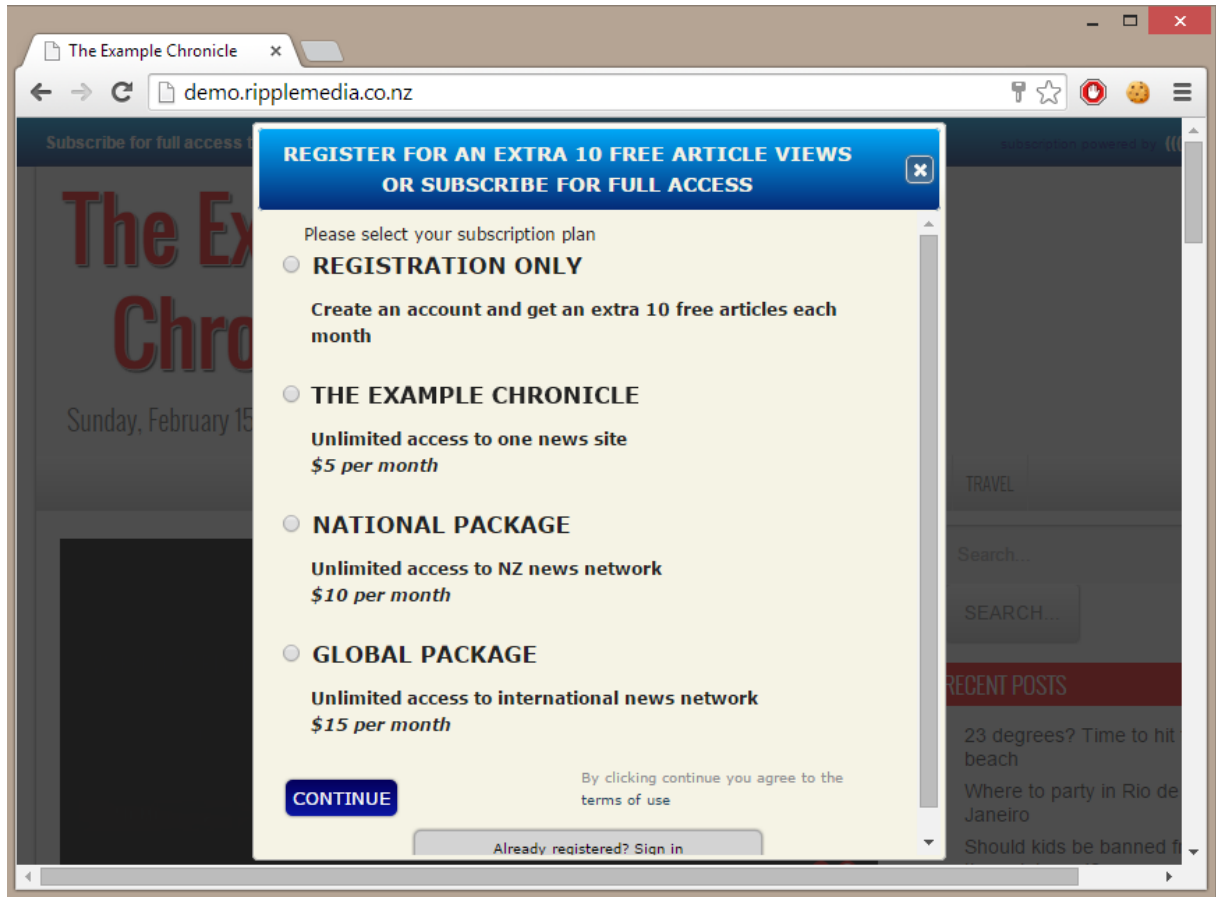 The Example Chronicle
demo.ripplemedia.co.nz
Subscribe for full access
subscription powered by
REGISTER FOR AN EXTRA 10 FREE ARTICLE VIEWS
OR SUBSCRIBE FOR FULL ACCESS
The Ex
Chro
Sunday, February 15
Please select your subscription plan
REGISTRATION ONLY
Create an account and get an extra 10 free articles each
month
THE EXAMPLE CHRONICLE
Unlimited access to one news site
$5 per month
NATIONAL PACKAGE
Unlimited access to NZ news network
$10 per month
GLOBAL PACKAGE
Unlimited access to international news network
$15 per month
CONTINUE
By clicking continue you agree to the
terms of use
Already registered? Sign in
TRAVEL
Search...
SEARCH...
RECENT POSTS
23 degrees? Time to hit
beach
Where to party in Rio de
Janeiro
Should kids be banned